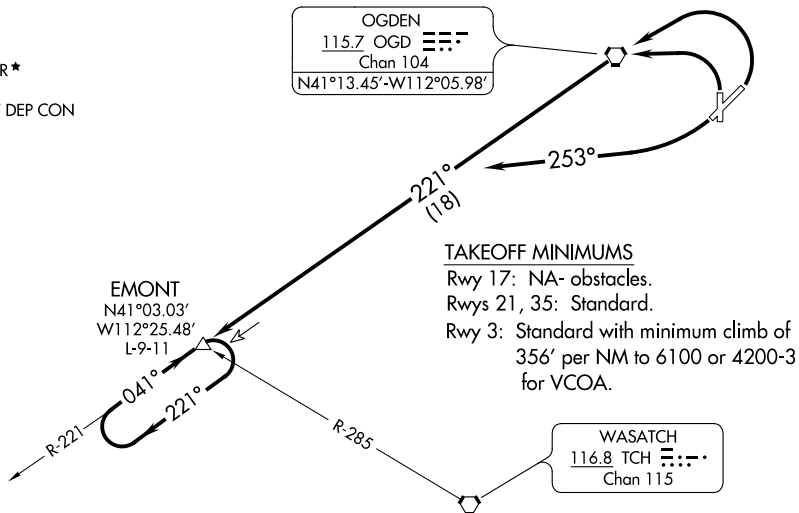 OGDEN
115.7 OGD
Chan 104
N41°13.45'-W112°05.98'
R★
DEP CON
253°
221°
(18)
TAKEOFF MINIMUMS
Rwy 17: NA- obstacles.
Rwys 21, 35: Standard.
Rwy 3: Standard with minimum climb of
356' per NM to 6100 or 4200-3
for VCOA.
EMONT
N41°03.03'
W112°25.48'
L-9-11
041°
221°
R-221
R-285
WASATCH
116.8 TCH
Chan 115